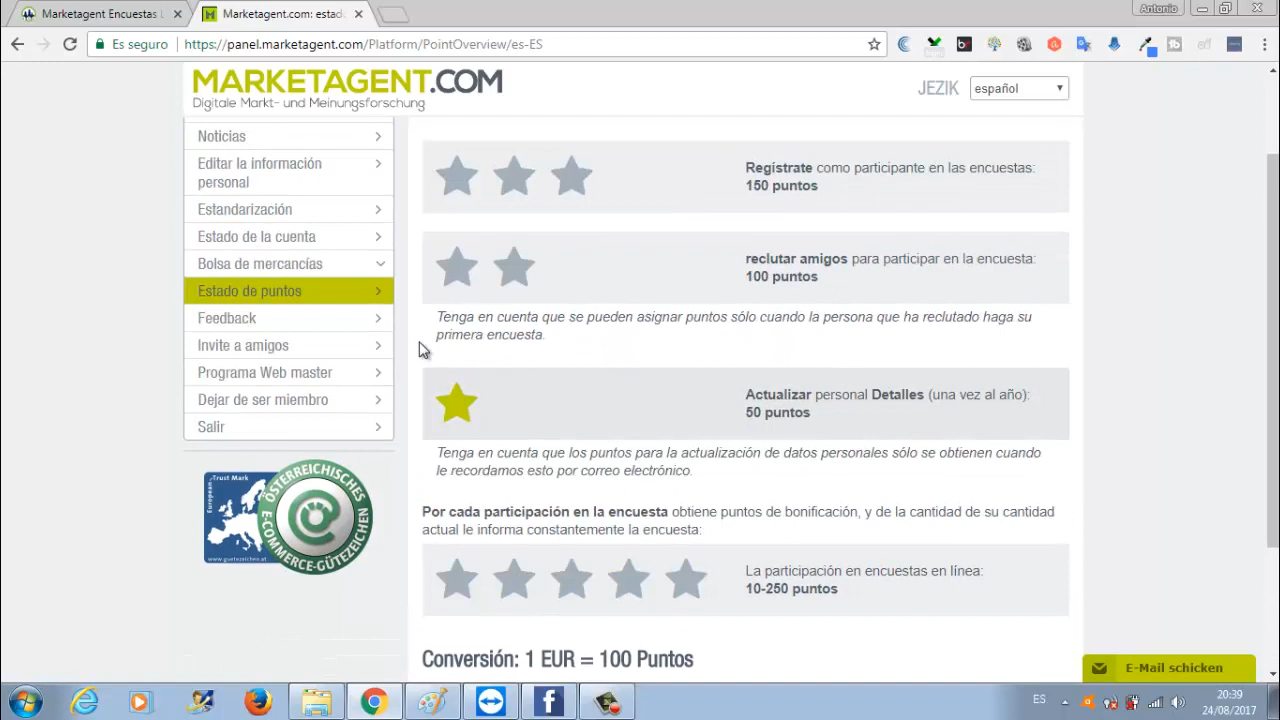 Marketagent Encuestas
Marketagent.com: estad
Antonio
Es seguro
https://panel.marketagent.com/Platform/PointOverview/es-ES
MARKETAGENT.COM
Digitale Markt- und Meinungsforschung
JEZIK
español
Noticias
Editar la información
personal
Estandarización
Estado de la cuenta
Bolsa de mercancías
Estado de puntos
Feedback
Invite a amigos
Programa Web master
Dejar de ser miembro
Salir
European Trust Mark
www.guetezeichen.at
ÖSTERREICHISCHES
E-COMMERCE-GÜTEZEICHEN
Regístrate como participante en las encuestas:
150 puntos
reclutar amigos para participar en la encuesta:
100 puntos
Tenga en cuenta que se pueden asignar puntos sólo cuando la persona que ha reclutado haga su
primera encuesta.
Actualizar personal Detalles (una vez al año):
50 puntos
Tenga en cuenta que los puntos para la actualización de datos personales sólo se obtienen cuando
le recordamos esto por correo electrónico.
Por cada participación en la encuesta obtiene puntos de bonificación, y de la cantidad de su cantidad
actual le informa constantemente la encuesta:
La participación en encuestas en línea:
10-250 puntos
Conversión: 1 EUR = 100 Puntos
E-Mail schicken
ES
20:39
24/08/2017